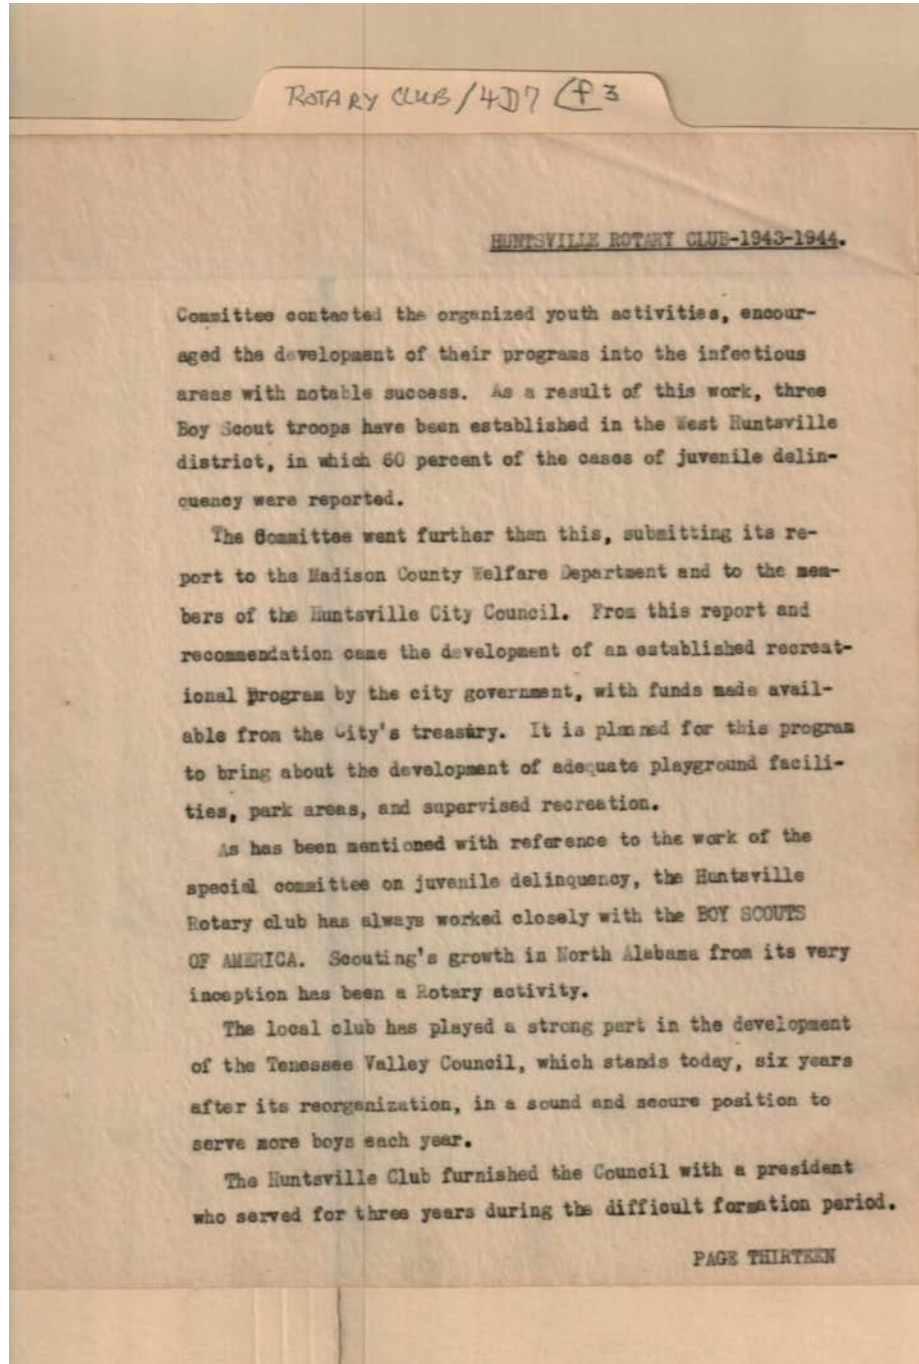 ROTARY CLUB/4D7 f3
HUNTSVILLE ROTARY CLUB-1943-1944.
Committee contacted the organized youth activities, encour-
aged the development of their programs into the infectious
areas with notable success. As a result of this work, three
Boy Scout troops have been established in the West Huntsville
district, in which 60 percent of the cases of juvenile delin-
quency were reported.
The Committee went further than this, submitting its re-
port to the Madison County Welfare Department and to the mem-
bers of the Huntsville City Council. From this report and
recommendation came the development of an established recreat-
ional program by the city government, with funds made avail-
able from the City's treasury. It is planned for this program
to bring about the development of adequate playground facili-
ties, park areas, and supervised recreation.
As has been mentioned with reference to the work of the
special committee on juvenile delinquency, the Huntsville
Rotary club has always worked closely with the BOY SCOUTS
OF AMERICA. Scouting's growth in North Alabama from its very
inception has been a Rotary activity.
The local club has played a strong part in the development
of the Tenessee Valley Council, which stands today, six years
after its reorganization, in a sound and secure position to
serve more boys each year.
The Huntsville Club furnished the Council with a president
who served for three years during the difficult formation period.
PAGE THIRTEEN